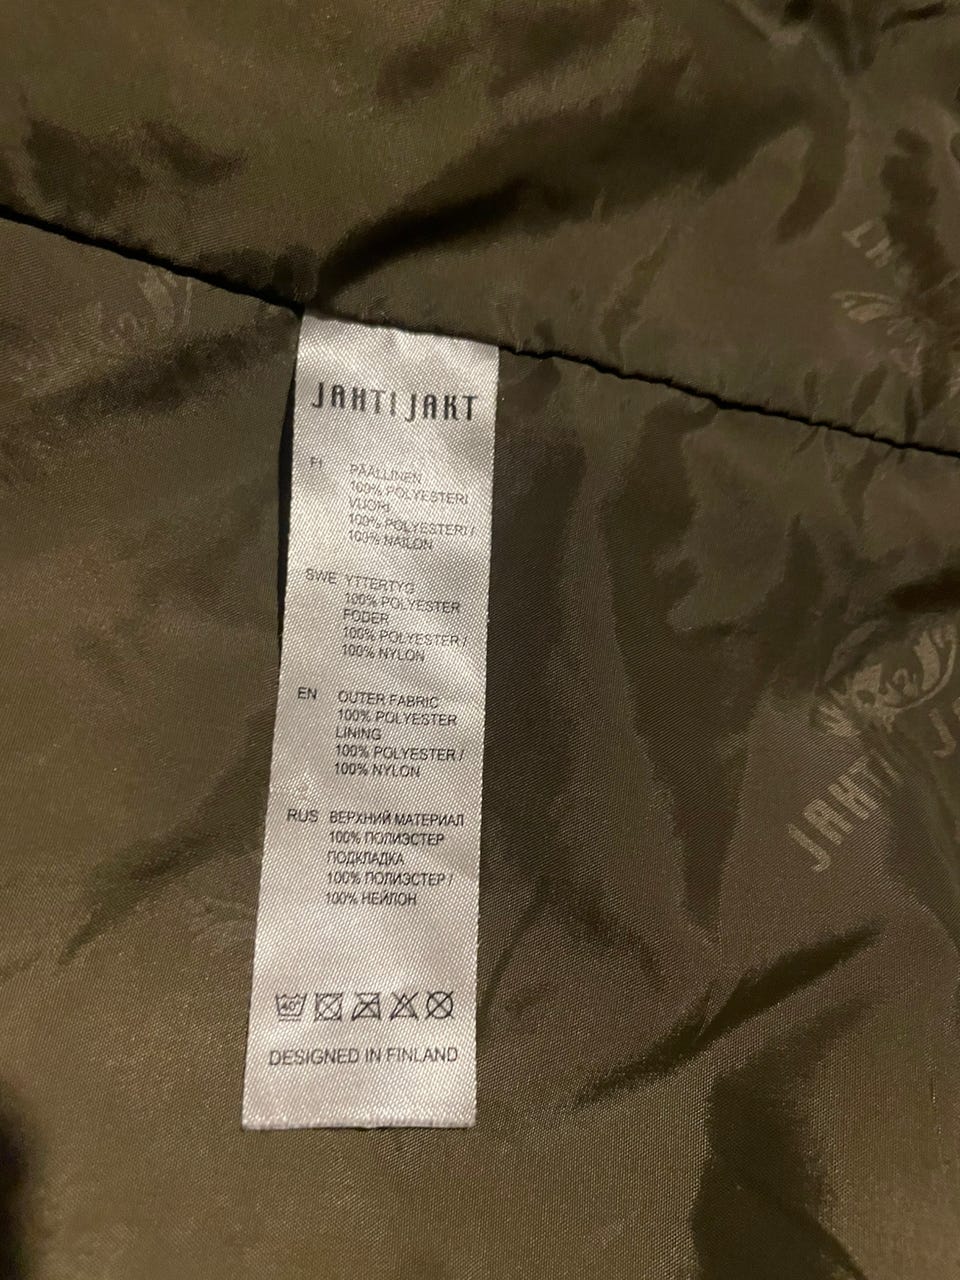 JAHTI JAKT
FI PÄÄLLINEN
100% POLYESTERI
VUORI
100% POLYESTERI /
100% NAILON
SWE YTTERTYG
100% POLYESTER
FODER
100% POLYESTER /
100% NYLON
EN OUTER FABRIC
100% POLYESTER
LINING
100% POLYESTER /
100% NYLON
RUS ВЕРХНИЙ МАТЕРИАЛ
100% ПОЛИЭСТЕР
ПОДКЛАДКА
100% ПОЛИЭСТЕР /
100% НЕЙЛОН
40°
DESIGNED IN FINLAND
JAHTI